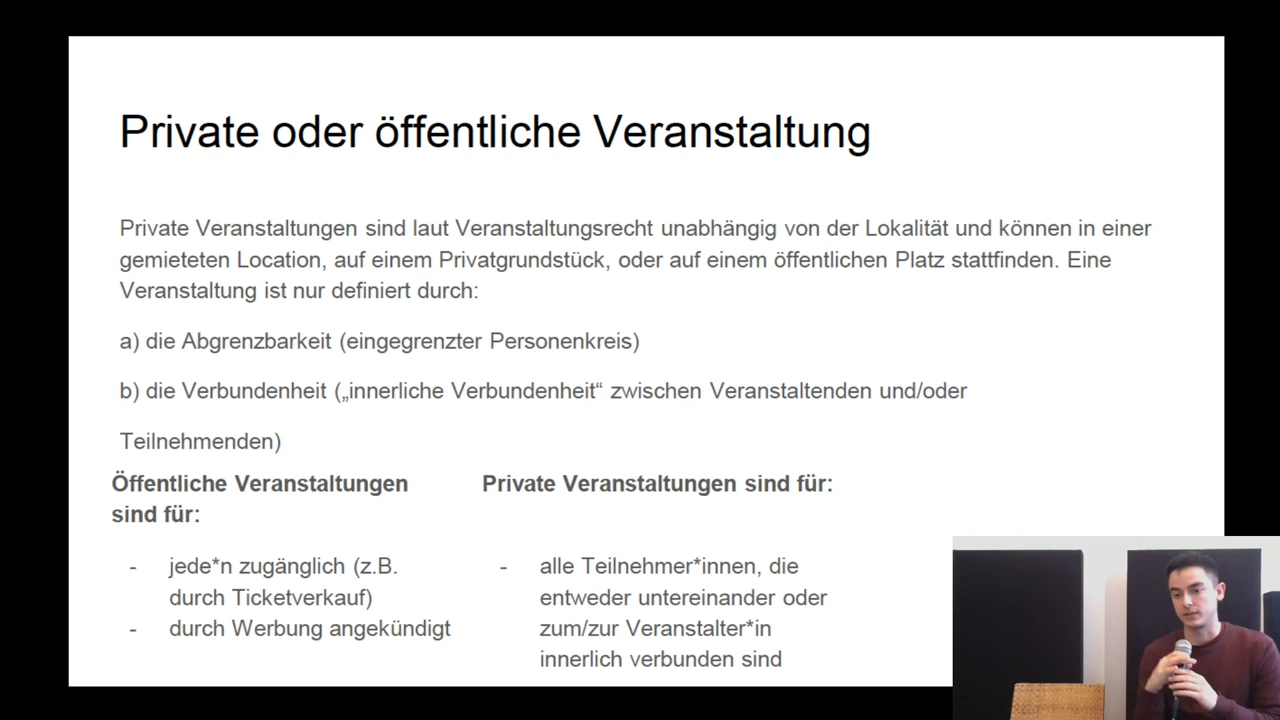 Private oder öffentliche Veranstaltung
Private Veranstaltungen sind laut Veranstaltungsrecht unabhängig von der Lokalität und können in einer
gemieteten Location, auf einem Privatgrundstück, oder auf einem öffentlichen Platz stattfinden. Eine
Veranstaltung ist nur definiert durch:
a) die Abgrenzbarkeit (eingegrenzter Personenkreis)
b) die Verbundenheit („innerliche Verbundenheit“ zwischen Veranstaltenden und/oder
Teilnehmenden)
Öffentliche Veranstaltungen
sind für:
- jede*n zugänglich (z.B.
durch Ticketverkauf)
- durch Werbung angekündigt
Private Veranstaltungen sind für:
- alle Teilnehmer*innen, die
entweder untereinander oder
zum/zur Veranstalter*in
innerlich verbunden sind